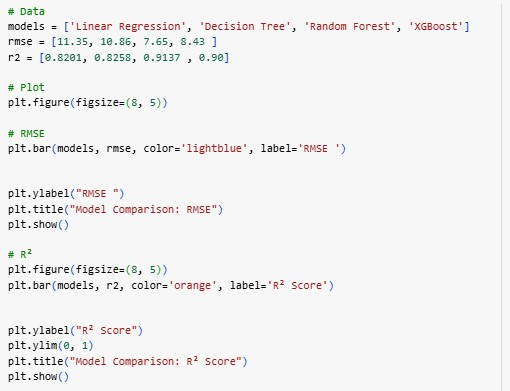 # Data
models = ['Linear Regression', 'Decision Tree', 'Random Forest', 'XGBoost']
rmse = [11.35, 10.86, 7.65, 8.43 ]
r2 = [0.8201, 0.8258, 0.9137 , 0.90]
# Plot
plt.figure(figsize=(8, 5))
# RMSE
plt.bar(models, rmse, color='lightblue', label='RMSE ')
plt.ylabel("RMSE ")
plt.title("Model Comparison: RMSE")
plt.show()
# R²
plt.figure(figsize=(8, 5))
plt.bar(models, r2, color='orange', label='R² Score')
plt.ylabel("R² Score")
plt.ylim(0, 1)
plt.title("Model Comparison: R² Score")
plt.show()